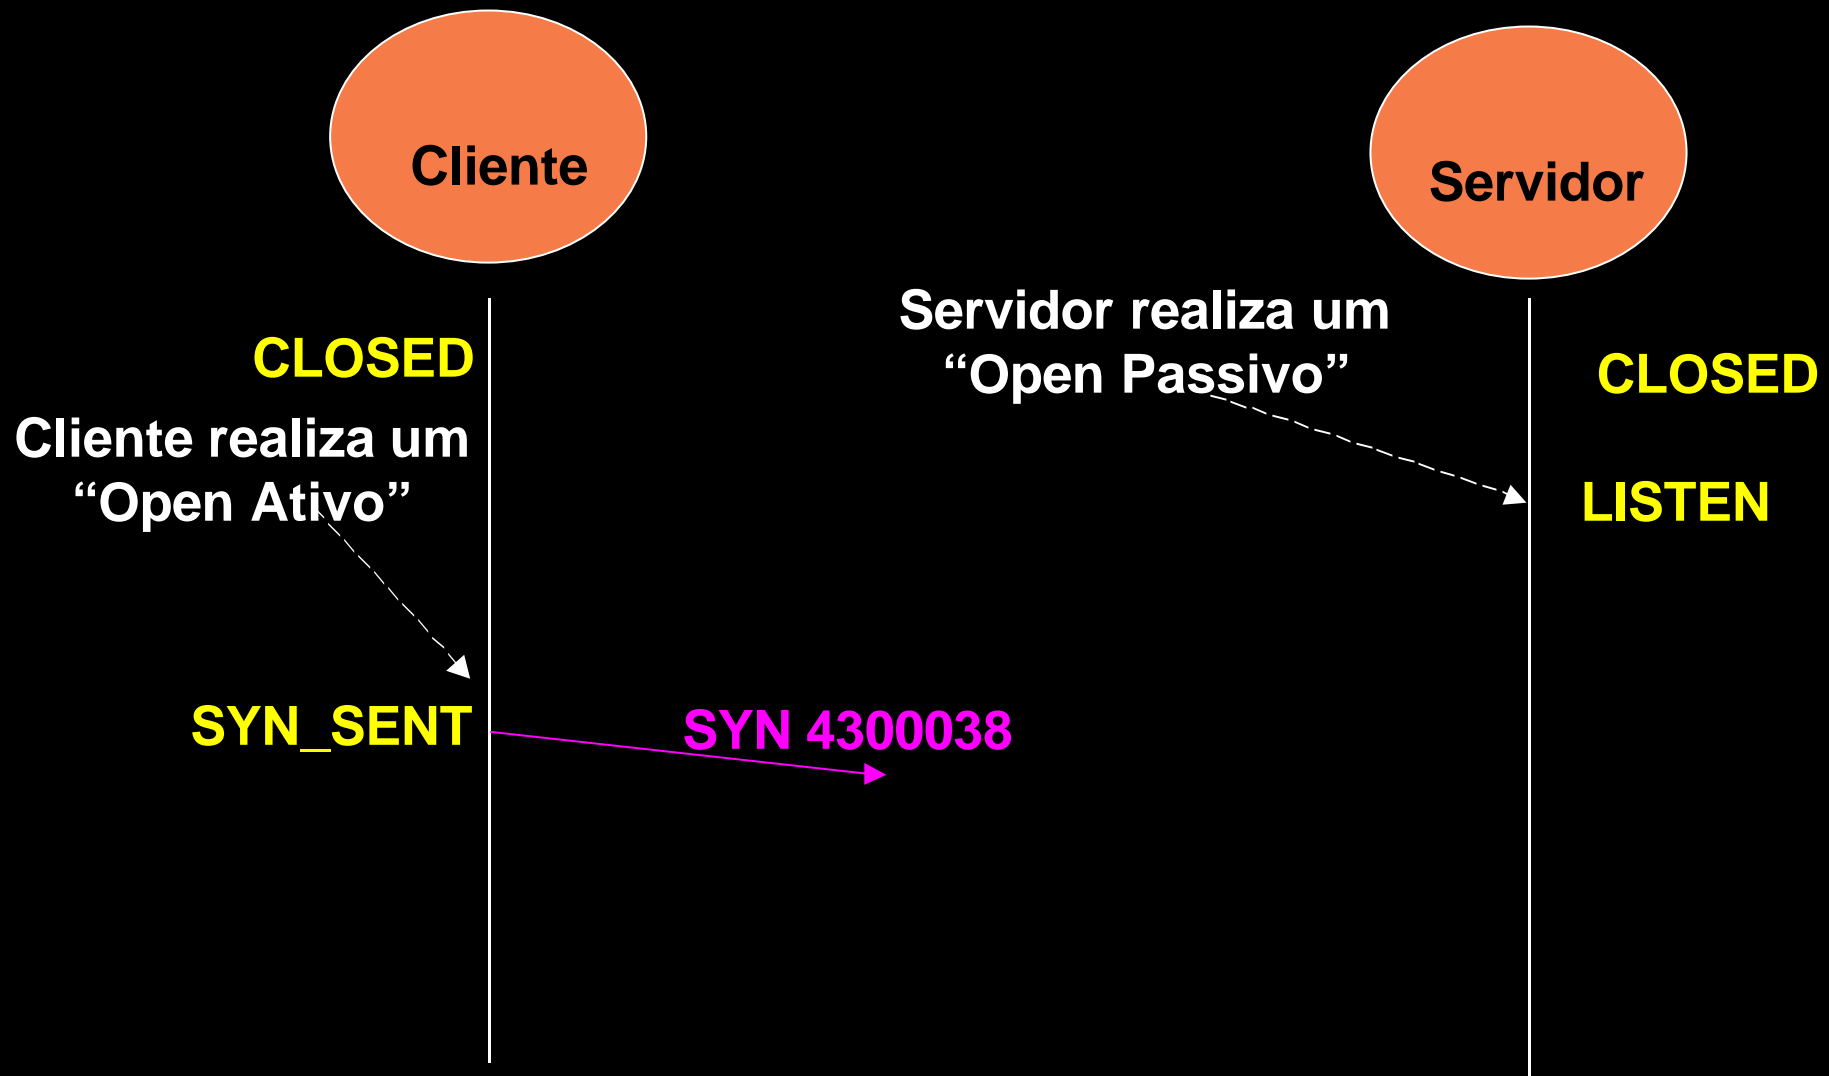 Cliente
Servidor
Servidor realiza um
“Open Passivo”
CLOSED
CLOSED
Cliente realiza um
“Open Ativo”
LISTEN
SYN_SENT
SYN 4300038